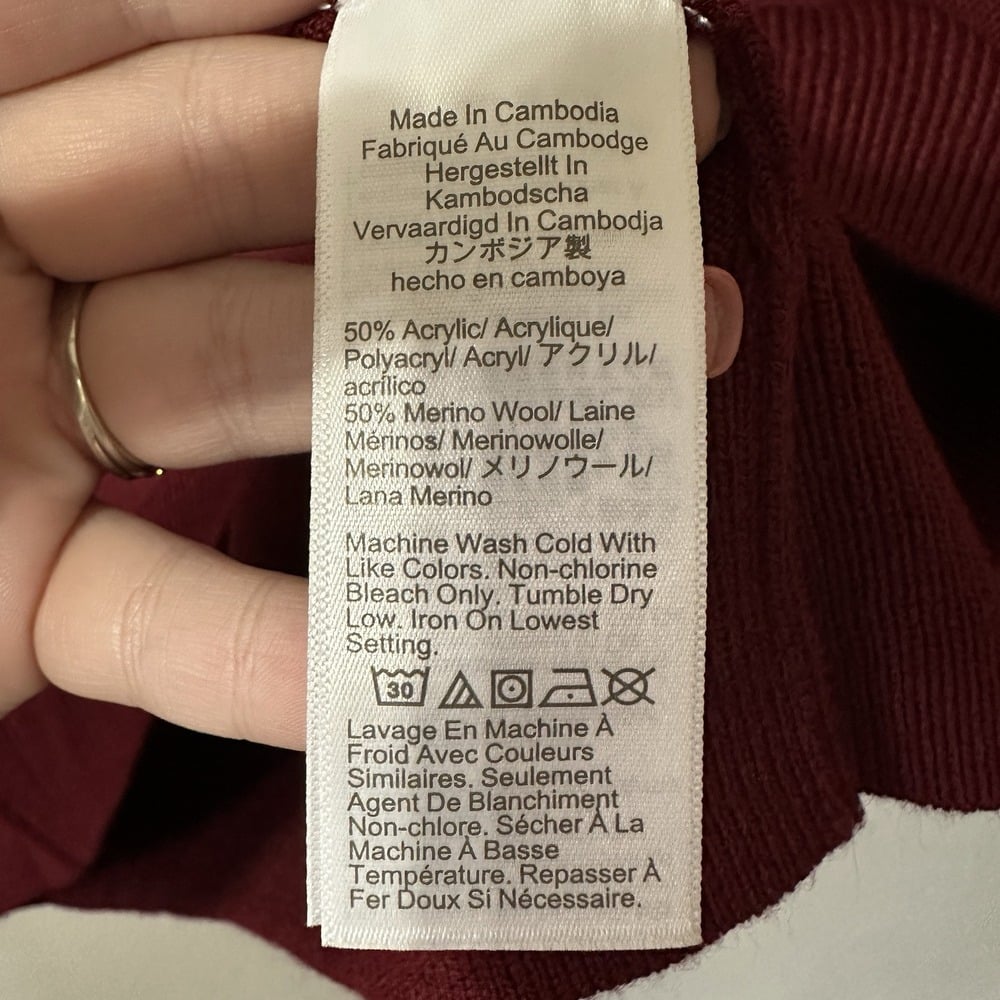 Made In Cambodia
Fabriqué Au Cambodge
Hergestellt In
Kambodscha
Vervaardigd In Cambodja
カンボジア製
hecho en camboya
50% Acrylic/ Acrylique/
Polyacryl/ Acryl/ アクリル/
acrílico
50% Merino Wool/ Laine
Mérinos/ Merinowolle/
Merinowol/ メリノウール/
Lana Merino
Machine Wash Cold With
Like Colors. Non-chlorine
Bleach Only. Tumble Dry
Low. Iron On Lowest
Setting.
30
Lavage En Machine À
Froid Avec Couleurs
Similaires. Seulement
Agent De Blanchiment
Non-chlore. Sécher À La
Machine À Basse
Température. Repasser À
Fer Doux Si Nécessaire.